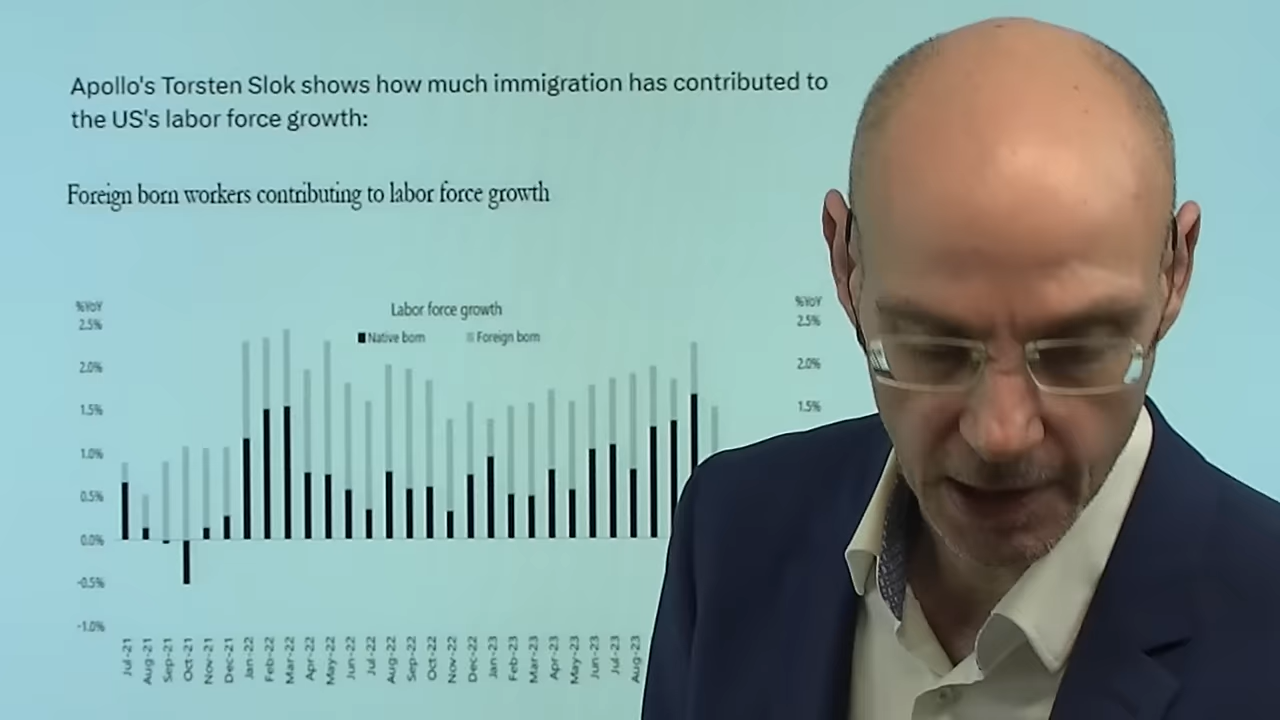 Apollo's Torsten Slok shows how much immigration has contributed to
the US's labor force growth:
Foreign born workers contributing to labor force growth
%YoY
Labor force growth
%YoY
2.5%
Native born
Foreign born
2.5%
2.0%
2.0%
1.5%
1.5%
1.0%
0.5%
0.0%
-0.5%
-1.0%
Jul-21
Aug-21
Sep-21
Oct-21
Nov-21
Dec-21
Jan-22
Feb-22
Mar-22
Apr-22
May-22
Jun-22
Jul-22
Aug-22
Sep-22
Oct-22
Nov-22
Dec-22
Jan-23
Feb-23
Mar-23
Apr-23
May-23
Jun-23
Jul-23
Aug-23